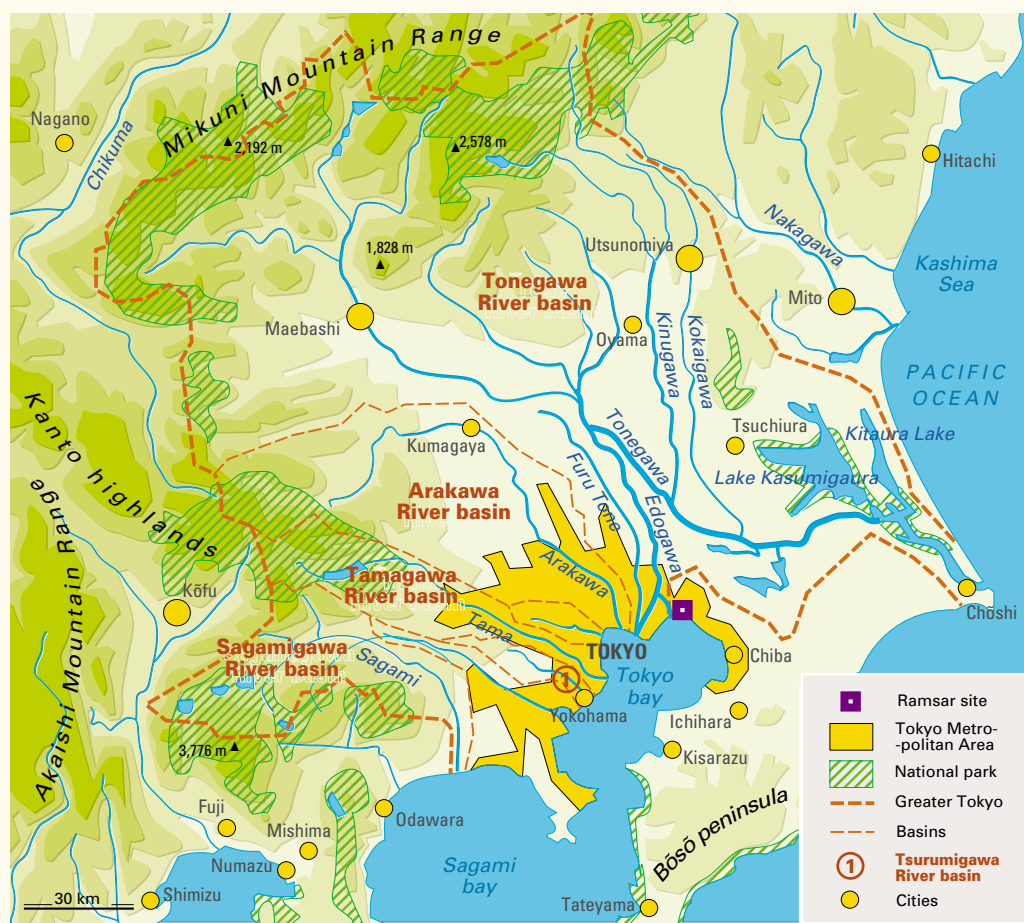 Mikuni Mountain Range
Nagano
Chikuma
2,192 m
2,578 m
Hitachi
Nakagawa
Utsunomiya
1,828 m
Kashima
Sea
Tonegawa
River basin
Mito
Maebashi
Oyama
Kinugawa
Kokaigawa
PACIFIC
OCEAN
Kanto highlands
Kumagaya
Tonegawa
Tsuchiura
Kitaura Lake
Furu Tone
Lake Kasumigaura
Arakawa
River basin
Edogawa
Akaishi Mountain Range
Arakawa
Tamagawa
River basin
Kōfu
Chōshi
Tama
Sagamigawa
River basin
Sagami
TOKYO
Chiba
Tokyo
bay
1
Yokohama
Ichihara
3,776 m
Kisarazu
Fuji
Odawara
Mishima
Numazu
Bōsō peninsula
Sagami
bay
Shimizu
30 km
Tateyama
Ramsar site
Tokyo Metro-
-politan Area
National park
Greater Tokyo
Basins
1
Tsurumigawa
River basin
Cities